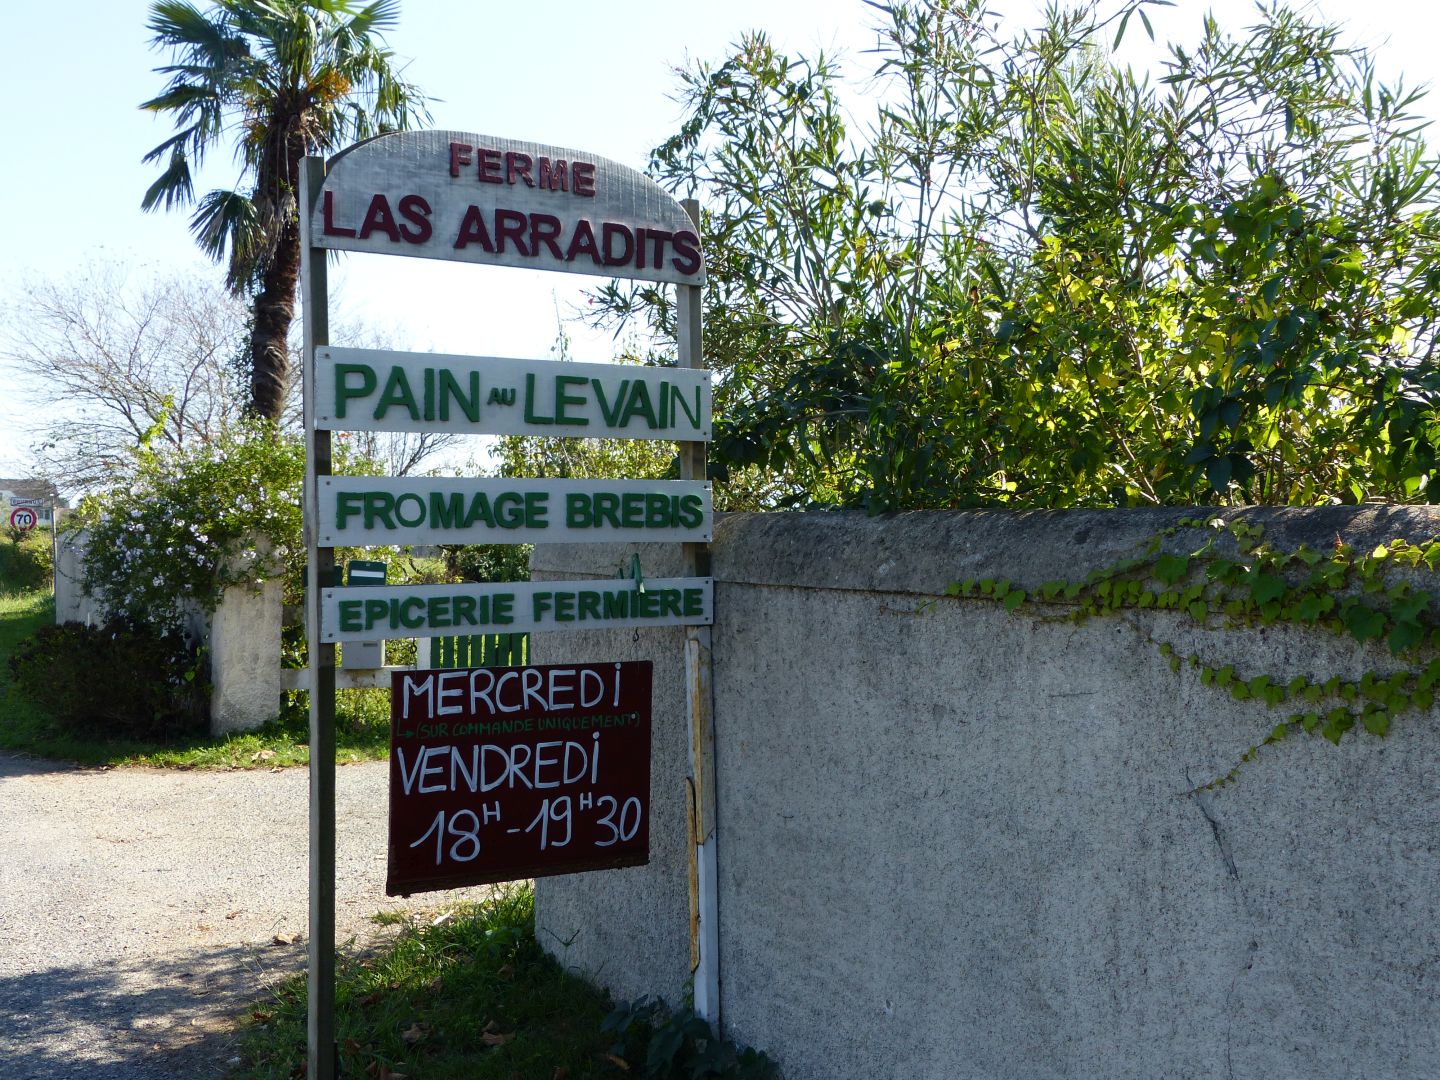 FERME
LAS ARRADITS
PAIN AU LEVAIN
FROMAGE BREBIS
EPICERIE FERMIERE
MERCREDI
(SUR COMMANDE UNIQUEMENT)
VENDREDI
18H-19H30
70